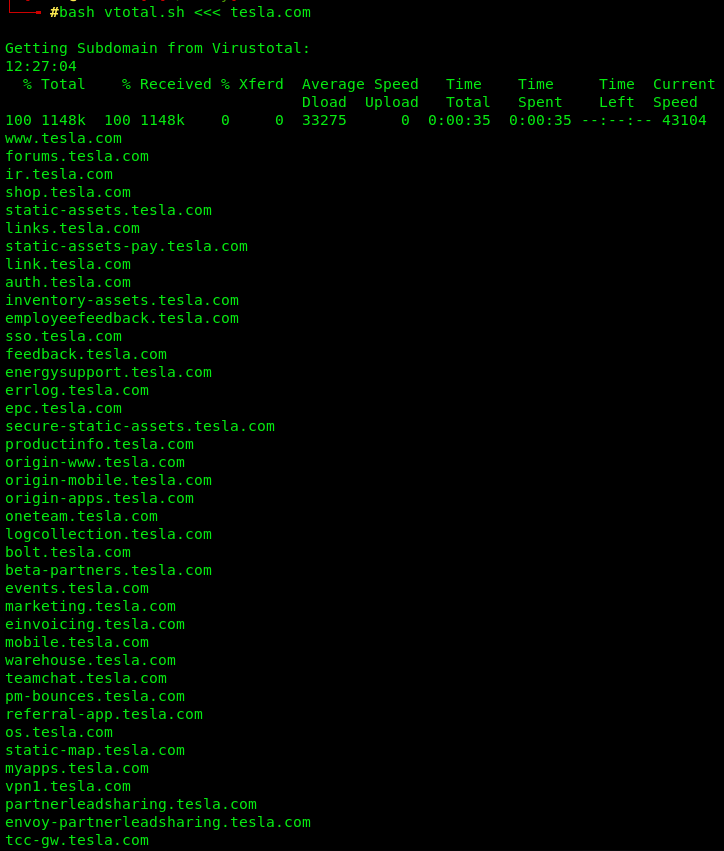 #bash vtotal.sh <<< tesla.com
Getting Subdomain from Virustotal:
12:27:04
% Total % Received % Xferd Average Speed Time Time Time Current
Dload Upload Total Spent Left Speed
100 1148k 100 1148k 0 0 33275 0 0:00:35 0:00:35 --:--:-- 43104
www.tesla.com
forums.tesla.com
ir.tesla.com
shop.tesla.com
static-assets.tesla.com
links.tesla.com
static-assets-pay.tesla.com
link.tesla.com
auth.tesla.com
inventory-assets.tesla.com
employeefeedback.tesla.com
sso.tesla.com
feedback.tesla.com
energysupport.tesla.com
errlog.tesla.com
epc.tesla.com
secure-static-assets.tesla.com
productinfo.tesla.com
origin-www.tesla.com
origin-mobile.tesla.com
origin-apps.tesla.com
oneteam.tesla.com
logcollection.tesla.com
bolt.tesla.com
beta-partners.tesla.com
events.tesla.com
marketing.tesla.com
einvoicing.tesla.com
mobile.tesla.com
warehouse.tesla.com
teamchat.tesla.com
pm-bounces.tesla.com
referral-app.tesla.com
os.tesla.com
static-map.tesla.com
myapps.tesla.com
vpn1.tesla.com
partnerleadsharing.tesla.com
envoy-partnerleadsharing.tesla.com
tcc-gw.tesla.com